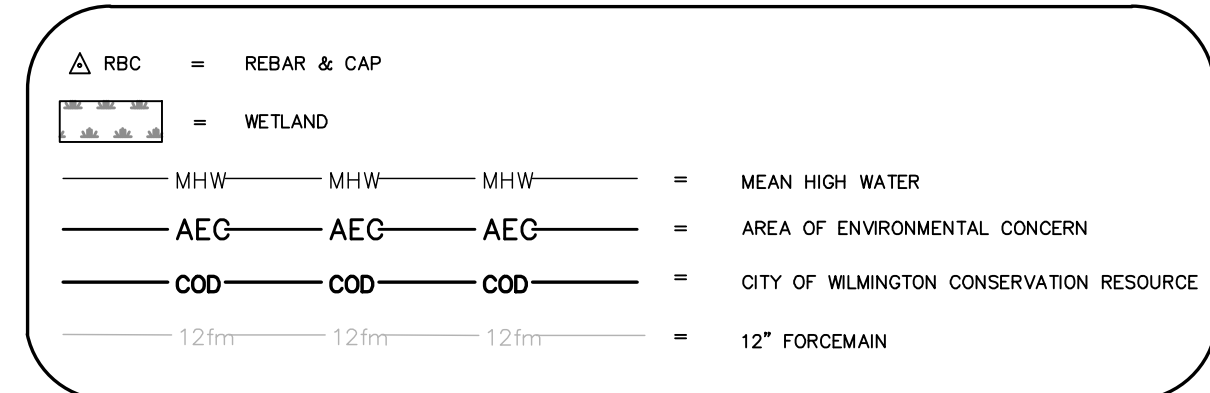 RBC = REBAR & CAP
= WETLAND
MHW MHW MHW = MEAN HIGH WATER
AEC AEC AEC = AREA OF ENVIRONMENTAL CONCERN
COD COD COD = CITY OF WILMINGTON CONSERVATION RESOURCE
12fm 12fm 12fm = 12” FORCEMAIN